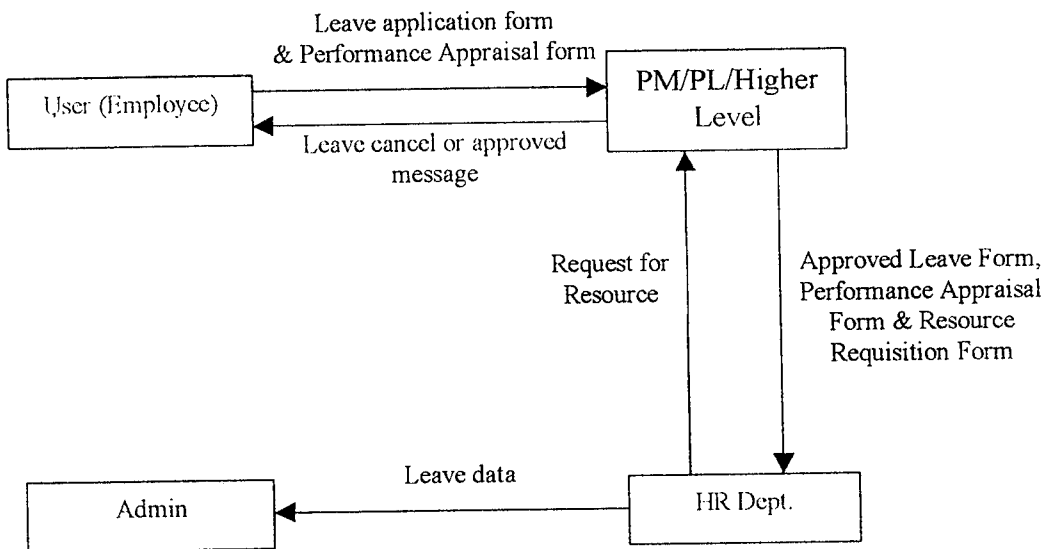 Leave application form
& Performance Appraisal form
User (Employee)
PM/PL/Higher
Level
Leave cancel or approved
message
Request for
Resource
Approved Leave Form,
Performance Appraisal
Form & Resource
Requisition Form
Leave data
Admin
HR Dept.